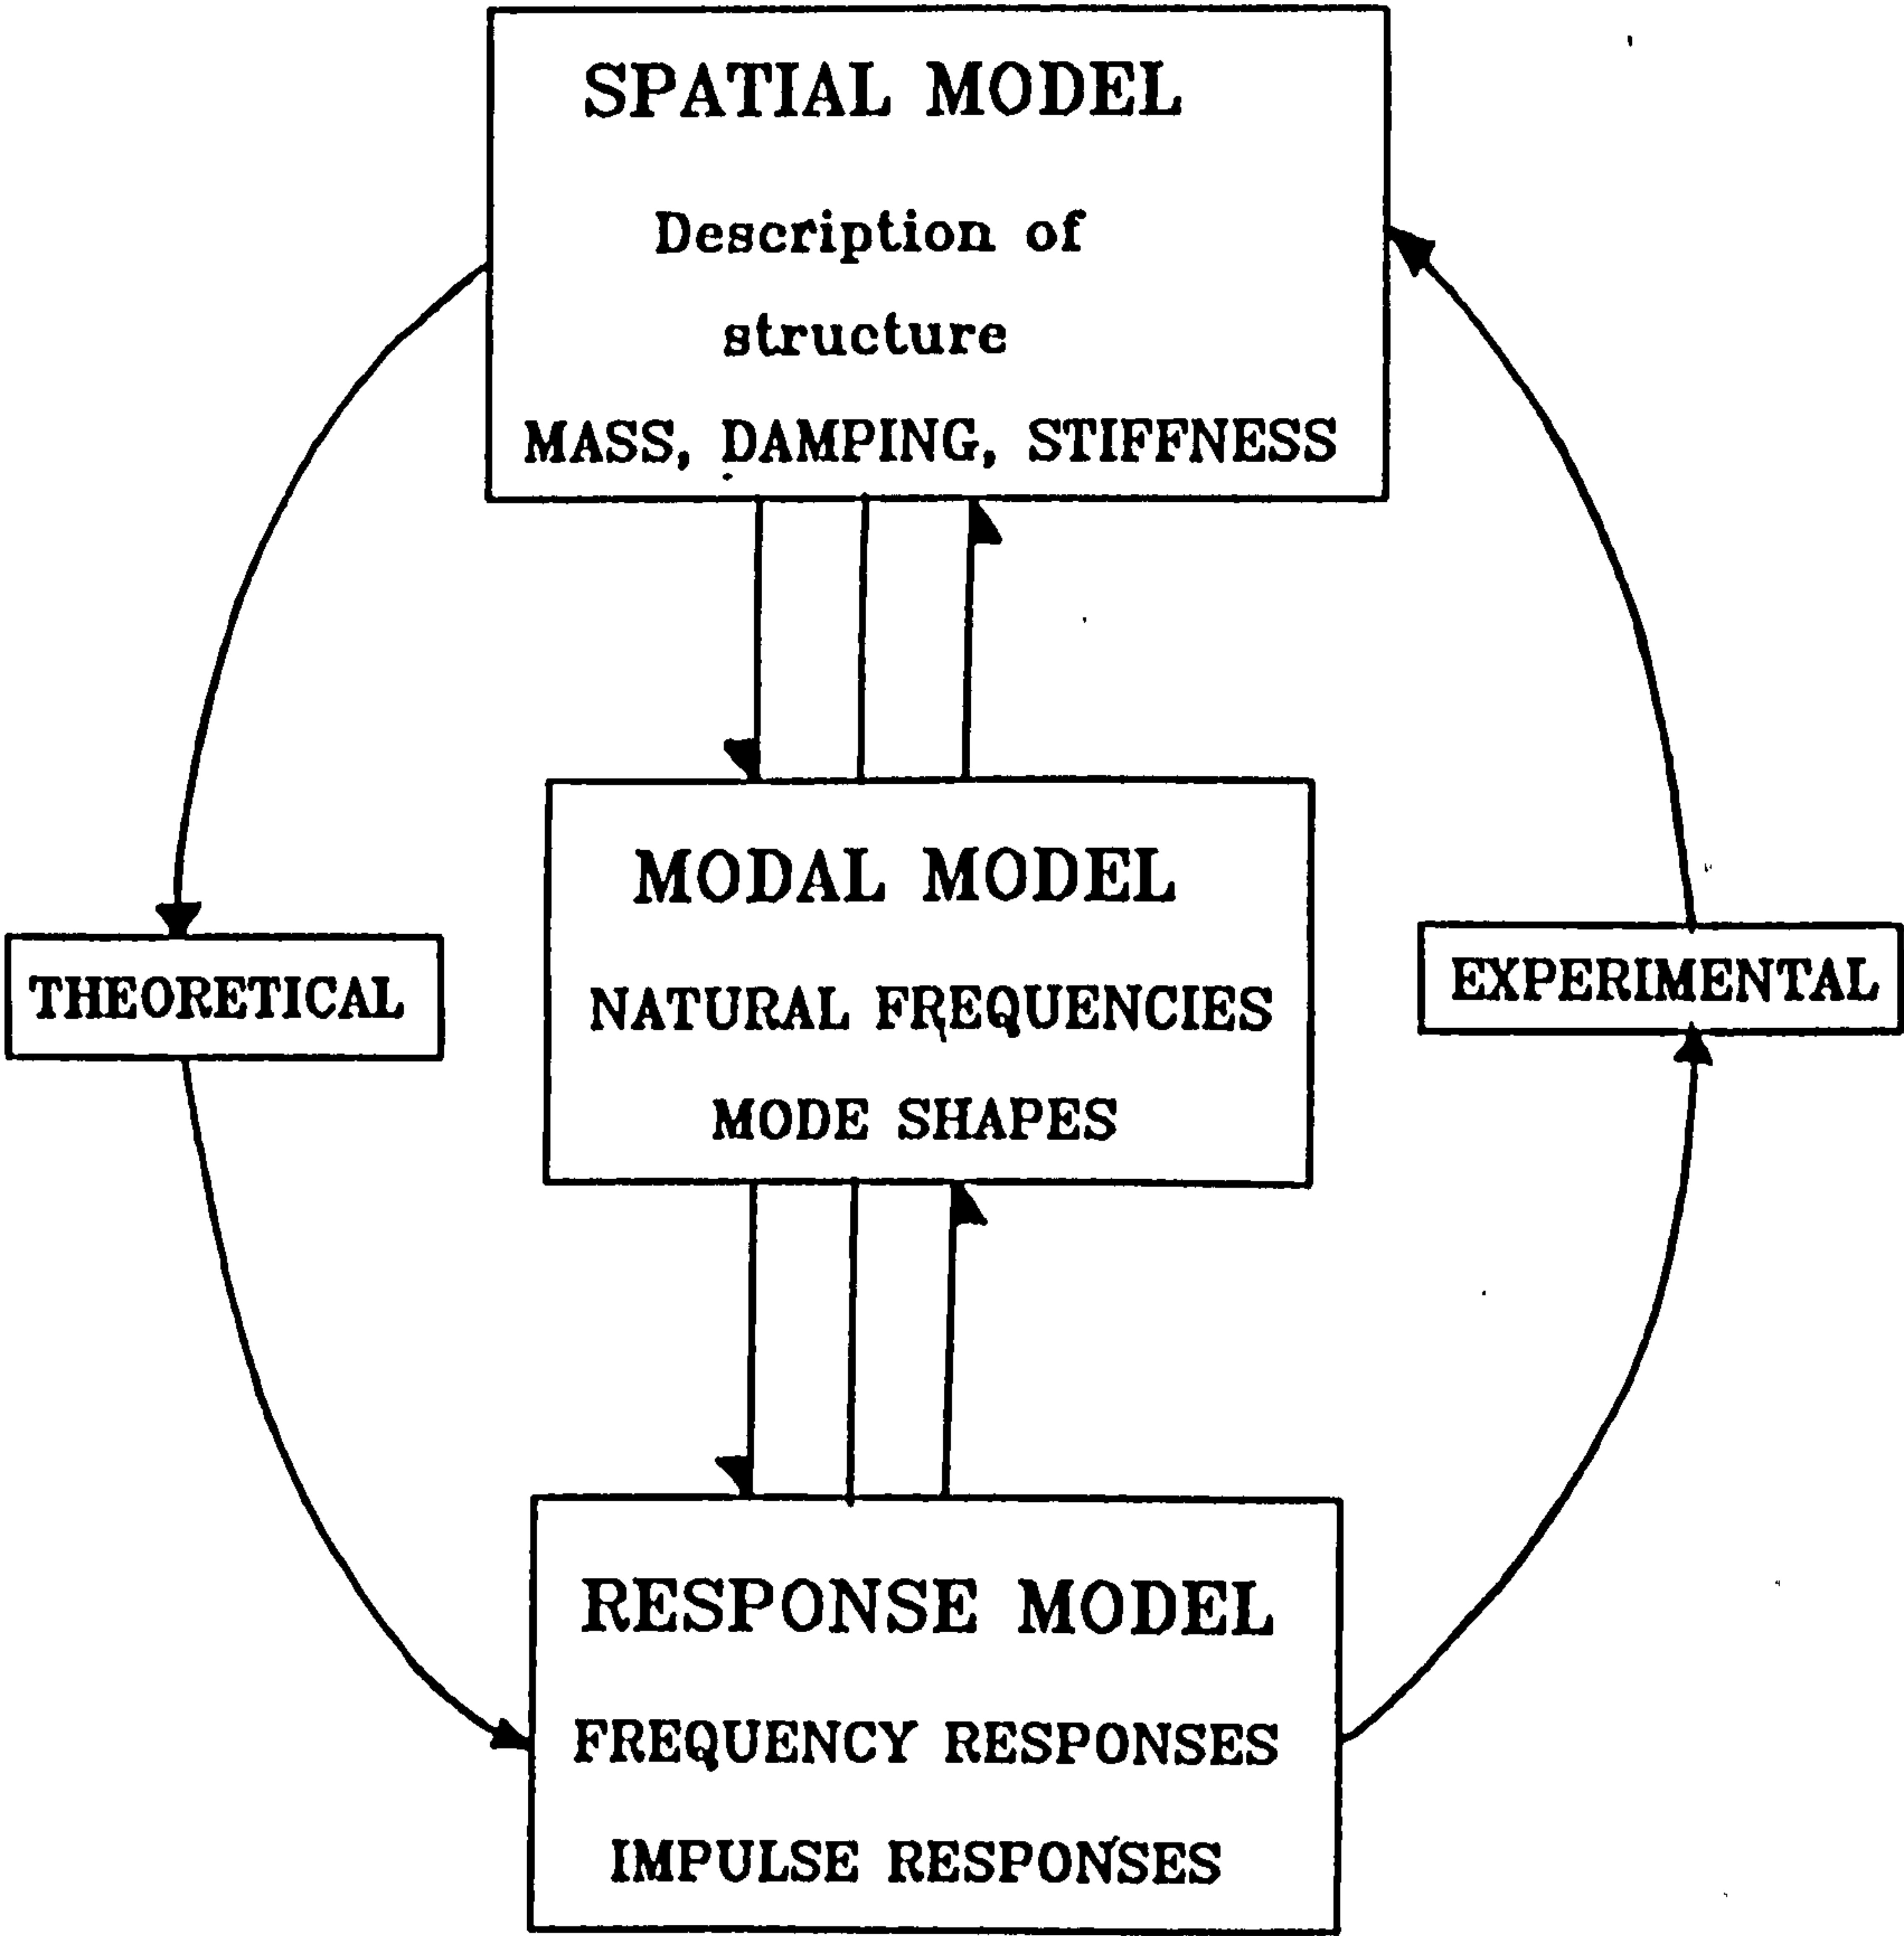 SPATIAL MODEL
Description of
structure
MASS, DAMPING, STIFFNESS
MODAL MODEL
NATURAL FREQUENCIES
MODE SHAPES
THEORETICAL
EXPERIMENTAL
RESPONSE MODEL
FREQUENCY RESPONSES
IMPULSE RESPONSES